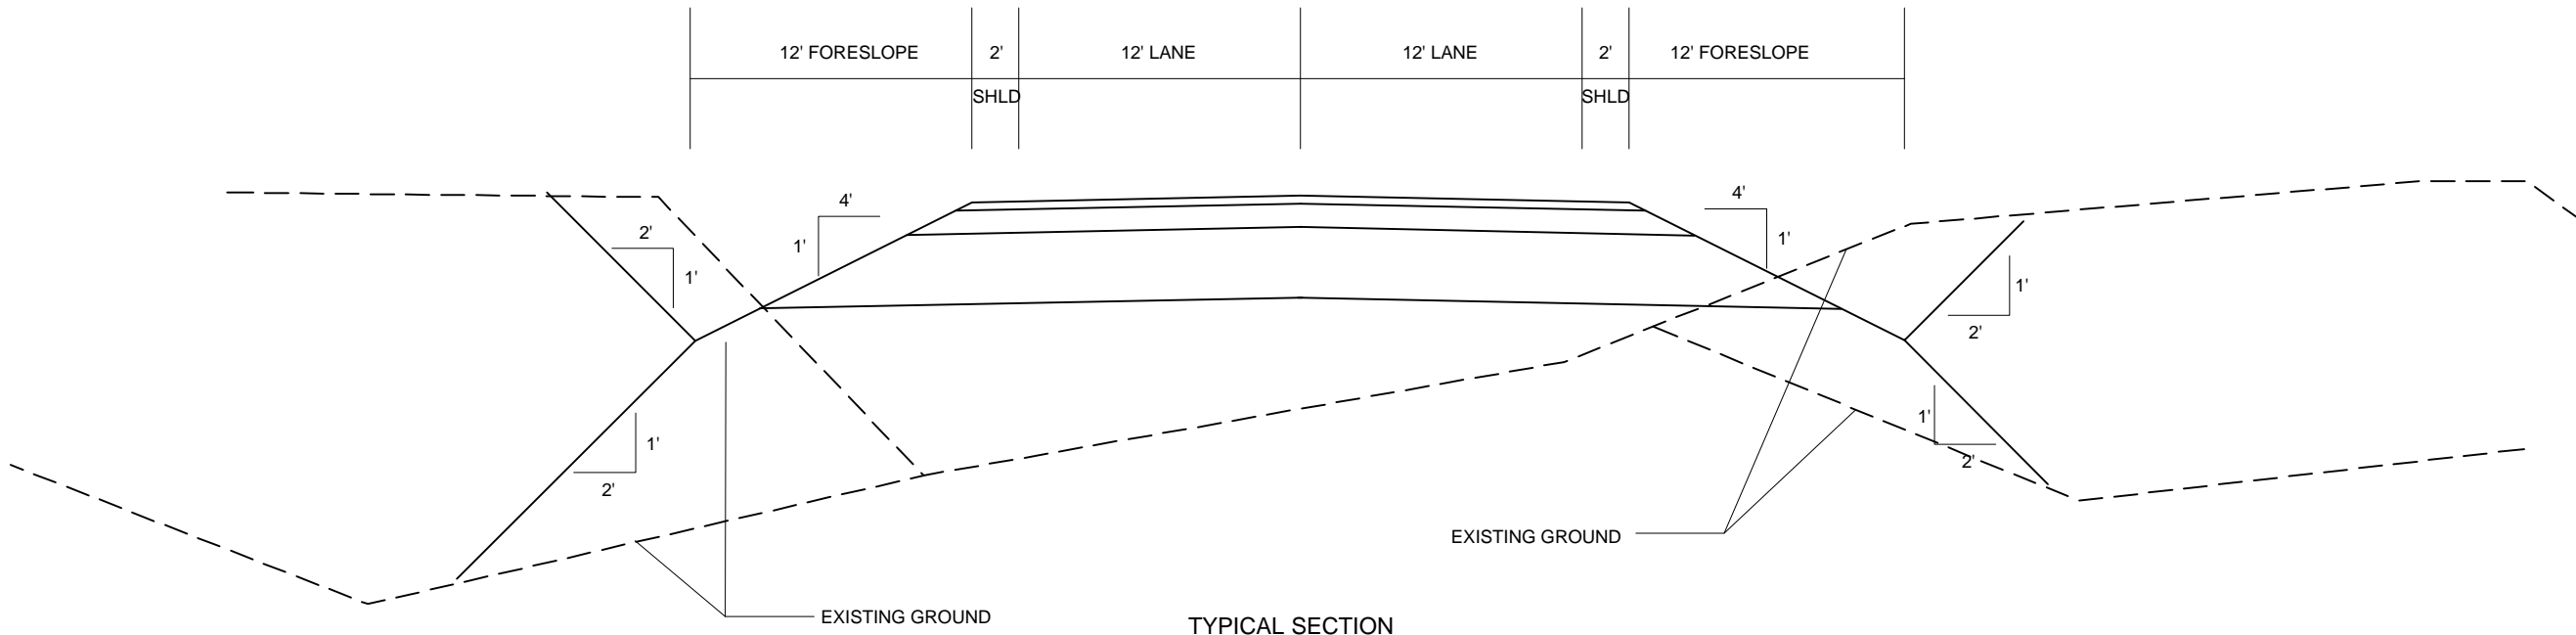 12' FORESLOPE 2' 12' LANE 12' LANE 2' 12' FORESLOPE
SHLD SHLD
4' 4'
2' 1' 1'
1' 1'
2'
1' 1'
2' 2'
EXISTING GROUND
EXISTING GROUND
TYPICAL SECTION